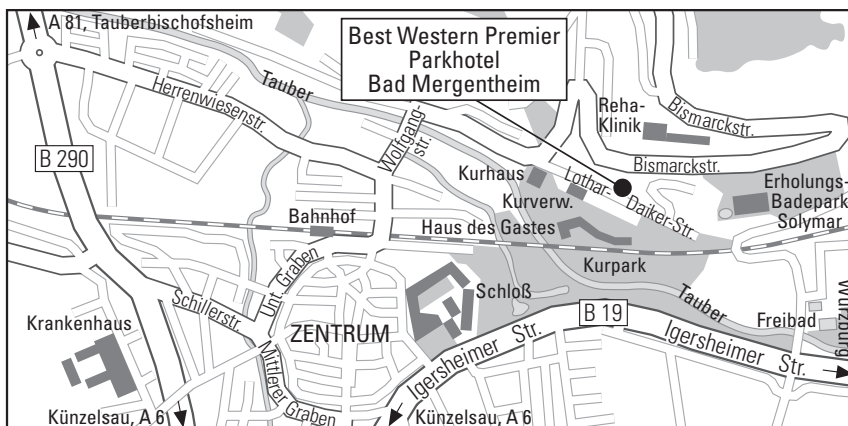 A 81, Tauberbischofsheim
Best Western Premier
Parkhotel
Bad Mergentheim
Tauber
Herrenwiesenstr.
Wolfgang-
str.
Reha-
Klinik
Bismarckstr.
B 290
Bismarckstr.
Kurhaus
Lothar-
Daiker-Str.
Kurverw.
Erholungs-
Badepark
Solymar
Bahnhof
Haus des Gastes
Unt. Graben
Kurpark
Schloß
Schillerstr.
Tauber
Würzburg
Krankenhaus
ZENTRUM
B 19
Freibad
Igersheimer Str.
Igersheimer Str.
Mittlerer Graben
Künzelsau, A 6
Künzelsau, A 6